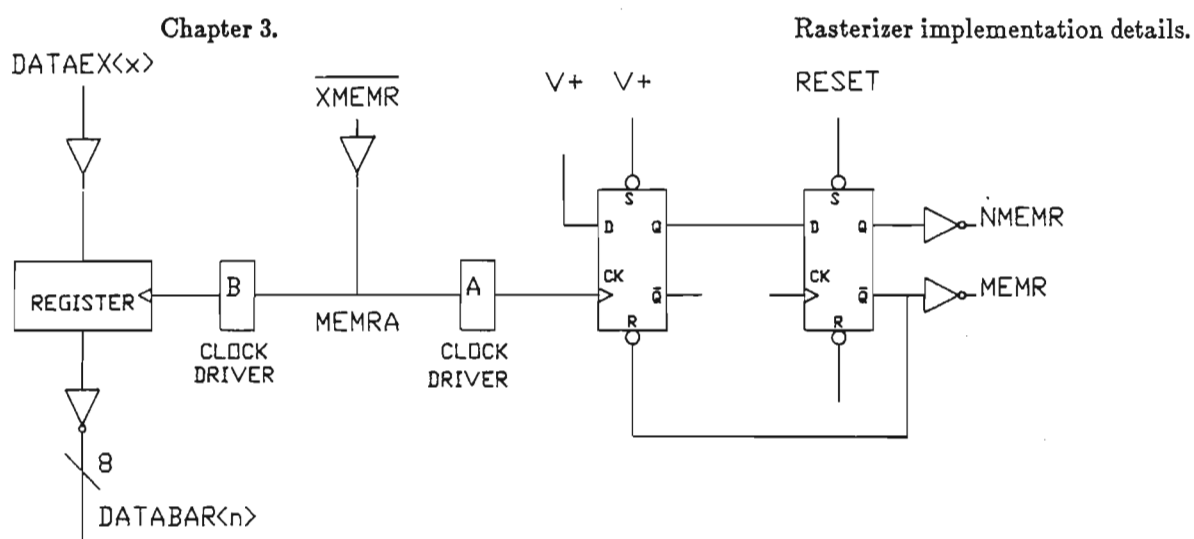 Chapter 3.
Rasterizer implementation details.
DATAEX<x>
XMEMR
V+ V+
RESET
S
S
D Q
D Q
NMEMR
CK
CK
REGISTER
B
A
Q
Q
MEMR
MEMRA
R
R
CLOCK
DRIVER
CLOCK
DRIVER
8
DATABAR<n>